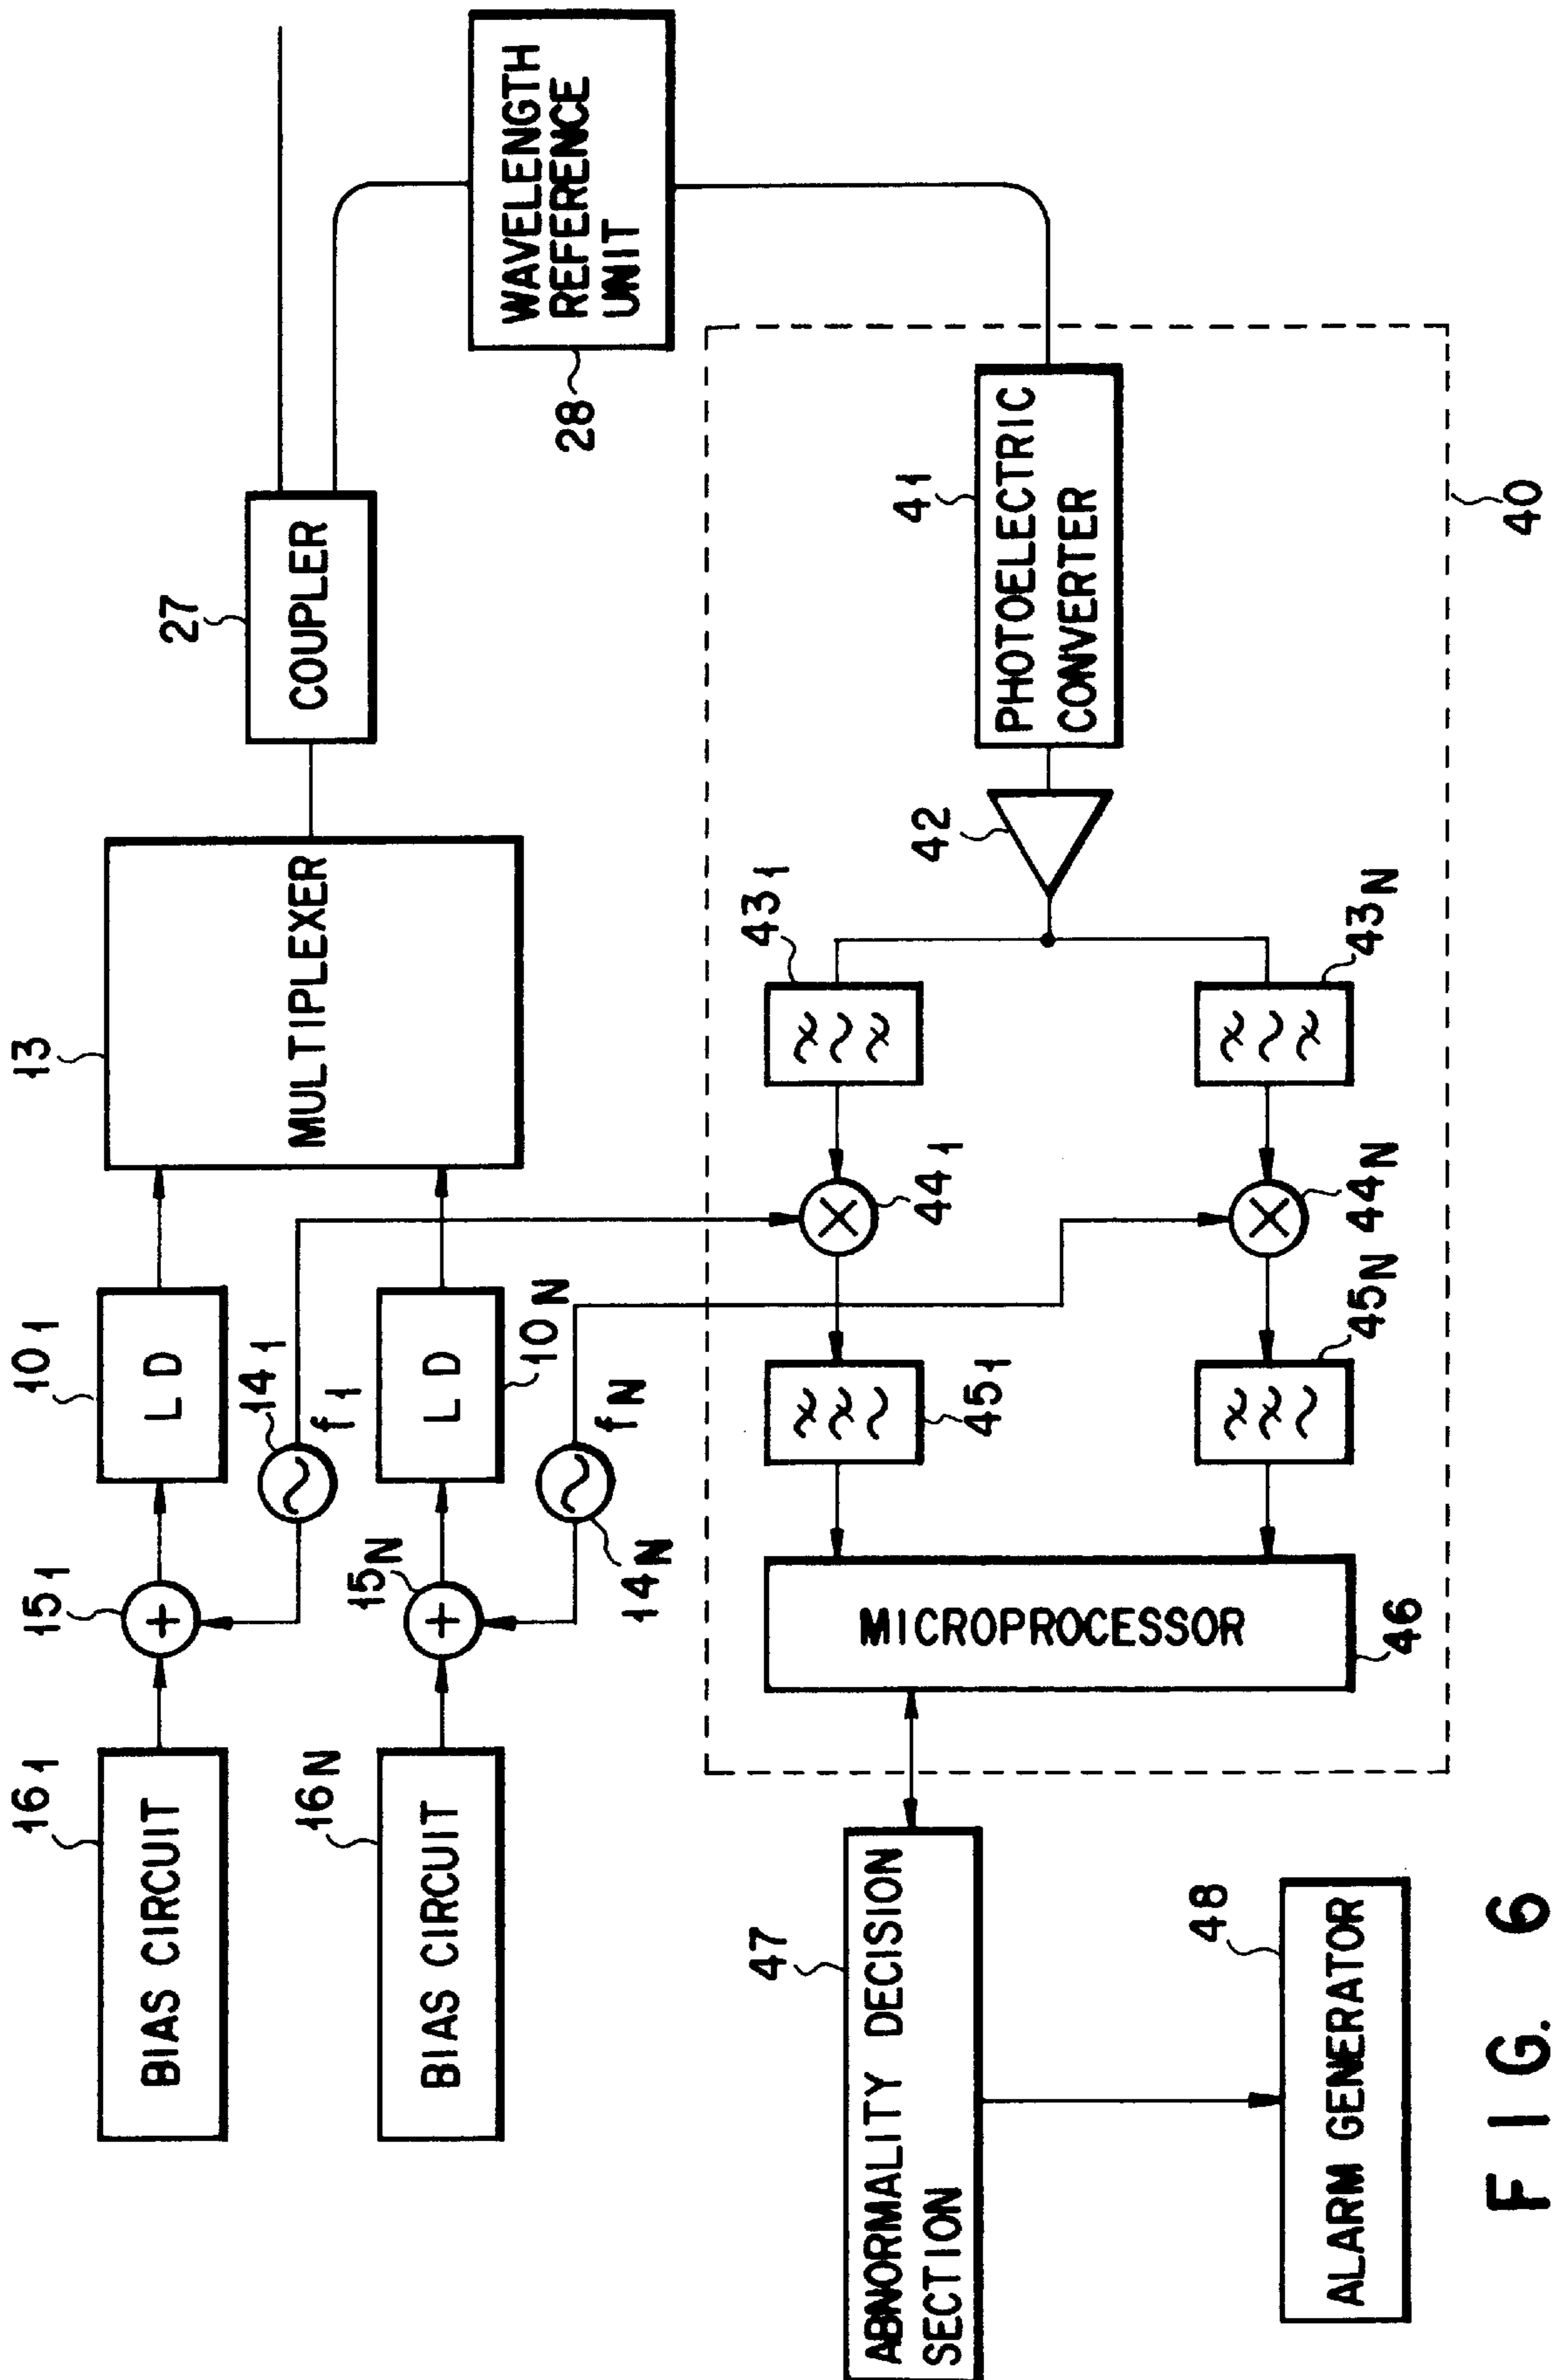 16₁
BIAS CIRCUIT
15₁
+
10₁
LD
14₁
f₁
16N
BIAS CIRCUIT
15N
+
10N
LD
14N
fN
13
MULTIPLEXER
27
COUPLER
WAVELENGTH
REFERENCE
UNIT
28
40
41
PHOTOELECTRIC
CONVERTER
42
43₁
43N
44₁
44N
45₁
45N
MICROPROCESSOR
46
47
ABNORMALITY DECISION
SECTION
48
ALARM GENERATOR
FIG. 6